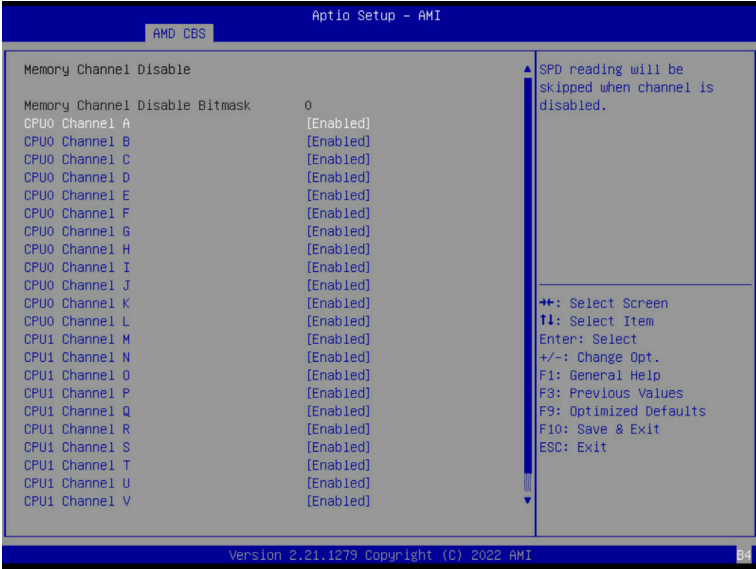 Aptio Setup – AMI
AMD CBS
Memory Channel Disable
Memory Channel Disable Bitmask 0
CPU0 Channel A [Enabled]
CPU0 Channel B [Enabled]
CPU0 Channel C [Enabled]
CPU0 Channel D [Enabled]
CPU0 Channel E [Enabled]
CPU0 Channel F [Enabled]
CPU0 Channel G [Enabled]
CPU0 Channel H [Enabled]
CPU0 Channel I [Enabled]
CPU0 Channel J [Enabled]
CPU0 Channel K [Enabled]
CPU0 Channel L [Enabled]
CPU1 Channel M [Enabled]
CPU1 Channel N [Enabled]
CPU1 Channel O [Enabled]
CPU1 Channel P [Enabled]
CPU1 Channel Q [Enabled]
CPU1 Channel R [Enabled]
CPU1 Channel S [Enabled]
CPU1 Channel T [Enabled]
CPU1 Channel U [Enabled]
CPU1 Channel V [Enabled]
SPD reading will be
skipped when channel is
disabled.
→←: Select Screen
↑↓: Select Item
Enter: Select
+/-: Change Opt.
F1: General Help
F3: Previous Values
F9: Optimized Defaults
F10: Save & Exit
ESC: Exit
Version 2.21.1279 Copyright (C) 2022 AMI
B4